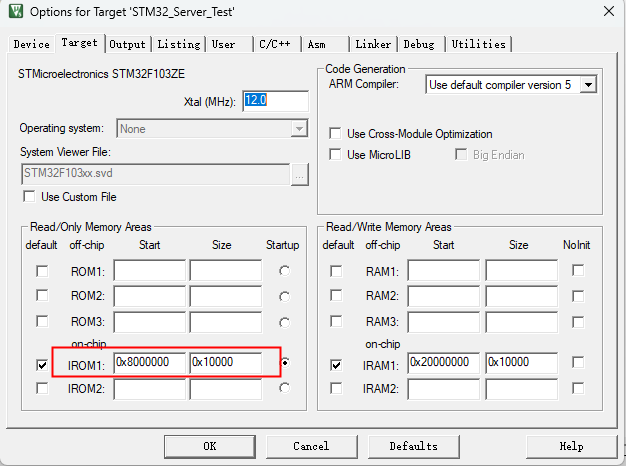 Options for Target 'STM32_Server_Test'
Device Target Output Listing User C/C++ Asm Linker Debug Utilities
STMicroelectronics STM32F103ZE
Xtal (MHz): 12.0
Operating system: None
System Viewer File:
STM32F103xx.svd ...
Use Custom File
Code Generation
ARM Compiler: Use default compiler version 5
Use Cross-Module Optimization
Use MicroLIB Big Endian
Read/Only Memory Areas
default off-chip Start Size Startup
ROM1:
ROM2:
ROM3:
on-chip
IROM1: 0x8000000 0x10000
IROM2:
Read/Write Memory Areas
default off-chip Start Size NoInit
RAM1:
RAM2:
RAM3:
on-chip
IRAM1: 0x20000000 0x10000
IRAM2:
OK Cancel Defaults Help